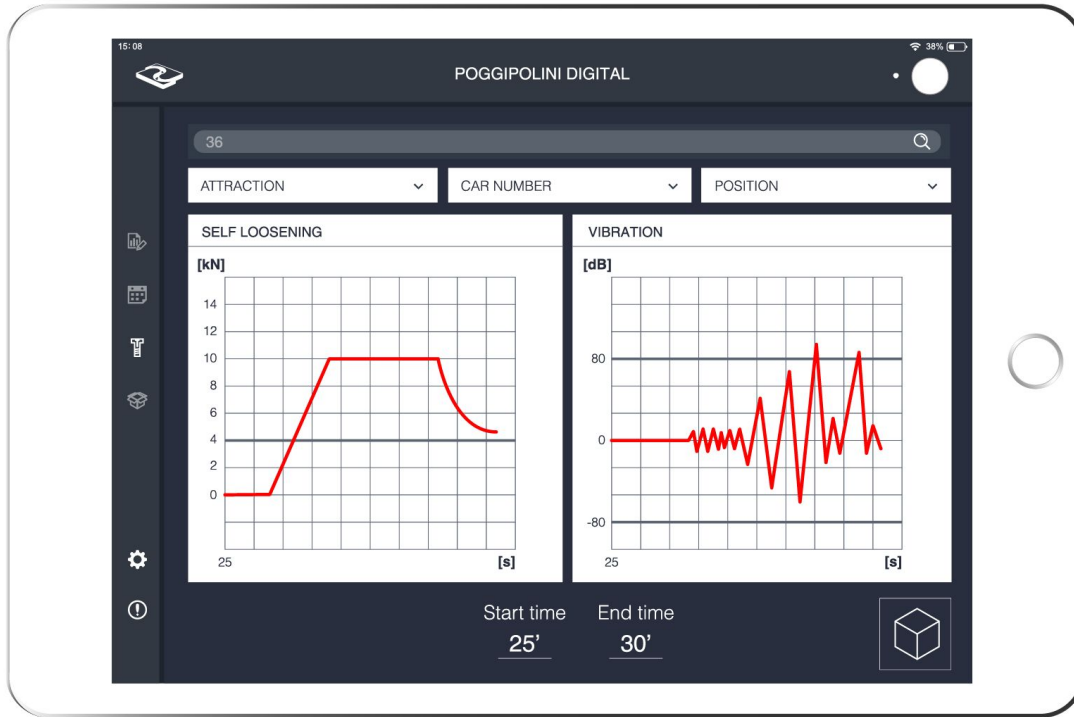 15:08
38%
POGGIPOLINI DIGITAL
36
ATTRACTION
CAR NUMBER
POSITION
SELF LOOSENING
[kN]
14
12
10
8
6
4
2
0
25
[s]
VIBRATION
[dB]
80
0
-80
25
[s]
Start time
End time
25’
30’